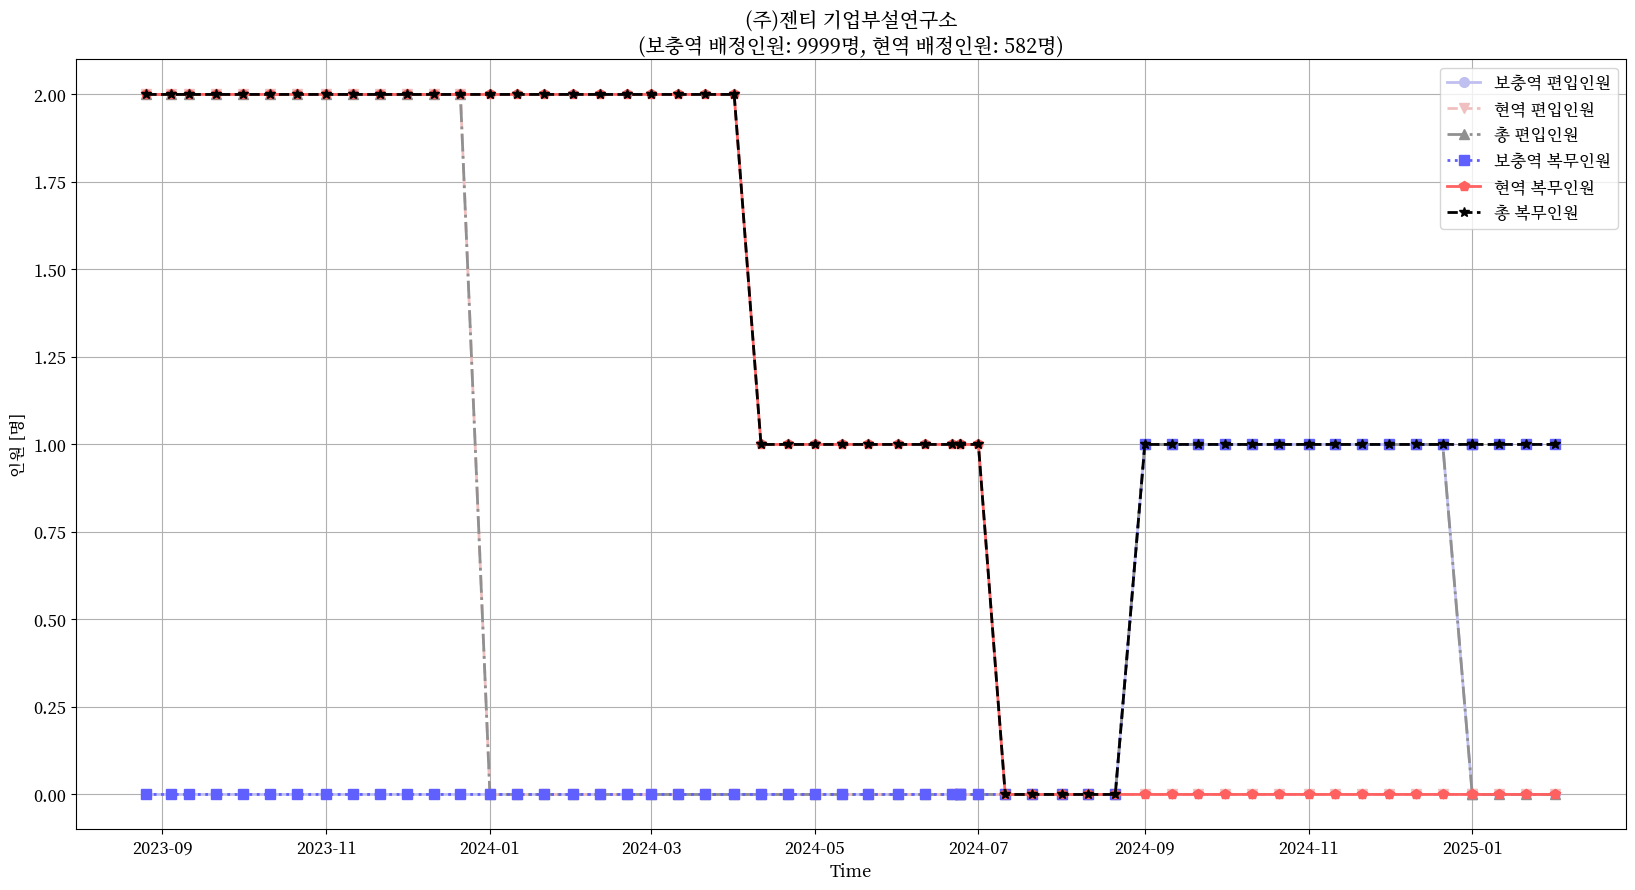 (주)젠티 기업부설연구소
(보충역 배정인원: 9999명, 현역 배정인원: 582명)
보충역 편입인원
현역 편입인원
총 편입인원
보충역 복무인원
현역 복무인원
총 복무인원
인원 [명]
2.00
1.75
1.50
1.25
1.00
0.75
0.50
0.25
0.00
2023-09 2023-11 2024-01 2024-03 2024-05 2024-07 2024-09 2024-11 2025-01
Time